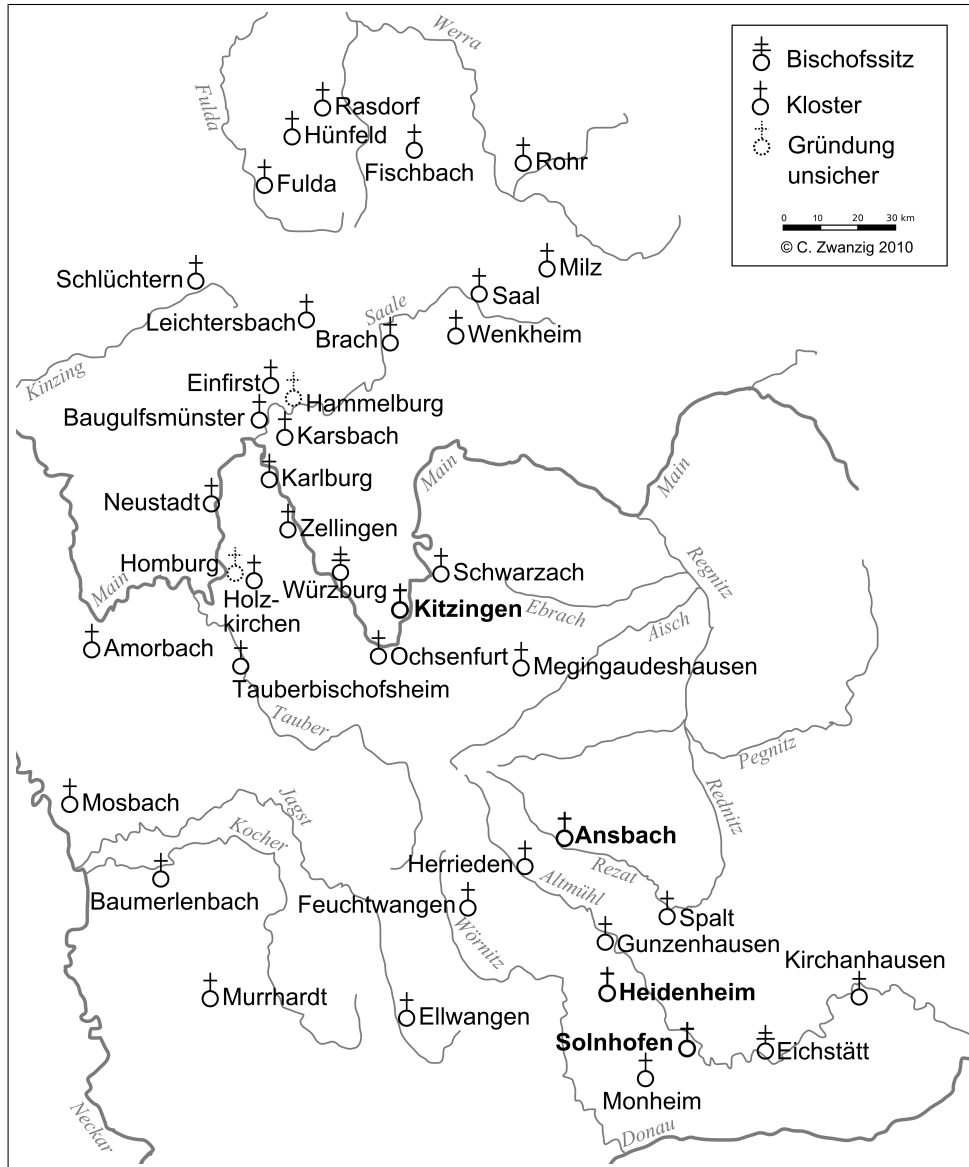 Werra
Fulda
Bischofssitz
Kloster
Gründung
unsicher
0 10 20 30 km
© C. Zwanzig 2010
Rasdorf
Hünfeld
Fischbach
Rohr
Fulda
Milz
Schlüchtern
Saal
Saale
Leichtersbach
Brach
Wenkheim
Kinzing
Einfirst
Hammelburg
Baugulfsmünster
Karsbach
Main
Main
Karlburg
Neustadt
Zellingen
Homburg
Würzburg
Schwarzach
Regnitz
Main
Holz-
kirchen
Kitzingen
Ebrach
Aisch
Amorbach
Ochsenfurt
Megingaudeshausen
Tauberbischofsheim
Tauber
Pegnitz
Rednitz
Mosbach
Jagst
Kocher
Ansbach
Herrieden
Rezat
Baumerlenbach
Altmühl
Feuchtwangen
Spalt
Wörnitz
Gunzenhausen
Kirchanhausen
Murrhardt
Heidenheim
Ellwangen
Solnhofen
Eichstätt
Monheim
Neckar
Donau